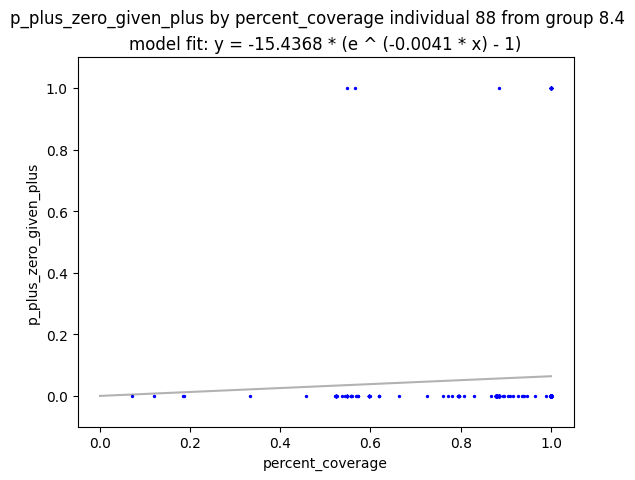 p_plus_zero_given_plus by percent_coverage individual 88 from group 8.4
model fit: y = -15.4368 * (e ^ (-0.0041 * x) - 1)
1.0
0.8
0.6
0.4
0.2
0.0
p_plus_zero_given_plus
0.0 0.2 0.4 0.6 0.8 1.0
percent_coverage